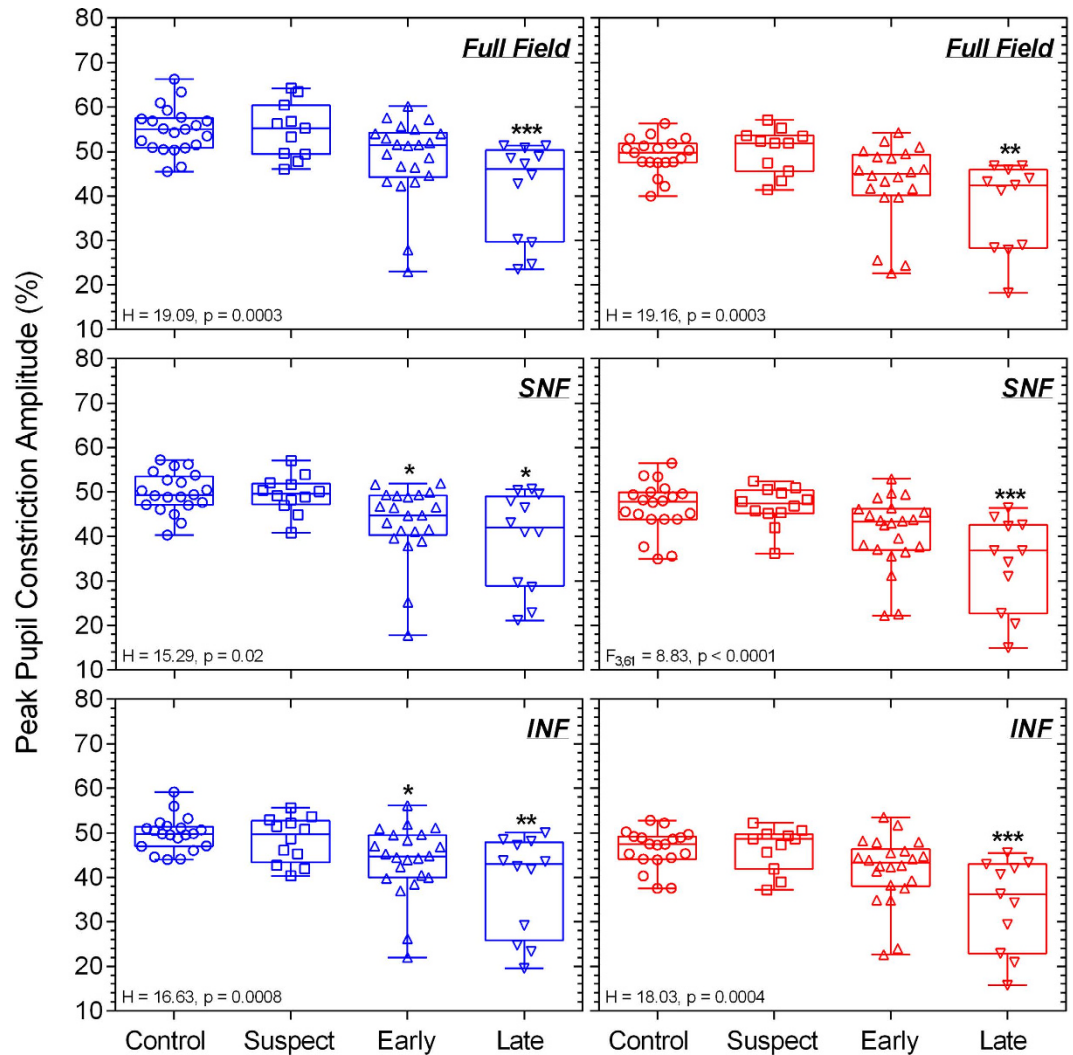 Peak Pupil Constriction Amplitude (%)
80
70
60
50
40
30
20
10
Full Field
***
H = 19.09, p = 0.0003
Full Field
**
H = 19.16, p = 0.0003
80
70
60
50
40
30
20
10
SNF
*
*
H = 15.29, p = 0.02
SNF
***
F3,61 = 8.83, p < 0.0001
80
70
60
50
40
30
20
10
INF
*
**
H = 16.63, p = 0.0008
INF
***
H = 18.03, p = 0.0004
Control Suspect Early Late
Control Suspect Early Late